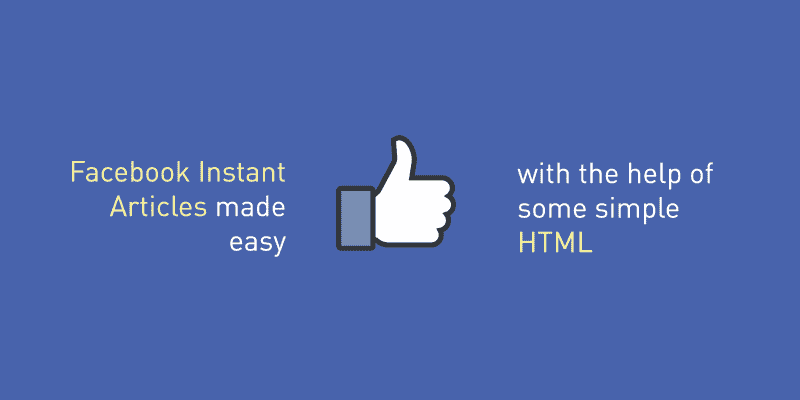 Facebook Instant
Articles made
easy
with the help of
some simple
HTML